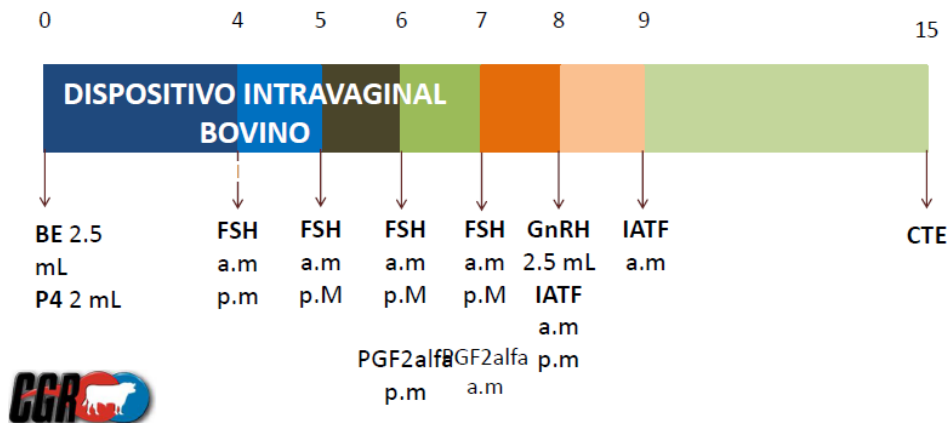 0 4 5 6 7 8 9 15
DISPOSITIVO INTRAVAGINAL
BOVINO
BE 2.5
mL
P4 2 mL
FSH
a.m
p.m
FSH
a.m
p.M
FSH
a.m
p.M
PGF2alfa
p.m
FSH
a.m
p.M
PGF2alfa
a.m
GnRH
2.5 mL
IATF
a.m
p.m
IATF
a.m
CTE
CGR